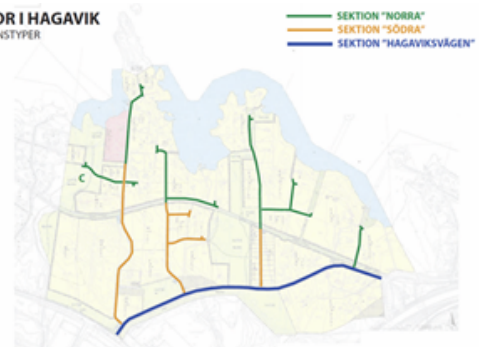 OR I HAGAVIK
NSTYPER
SEKTION "NORRA"
SEKTION "SÖDRA"
SEKTION "HAGAVIKSVÄGEN"
C